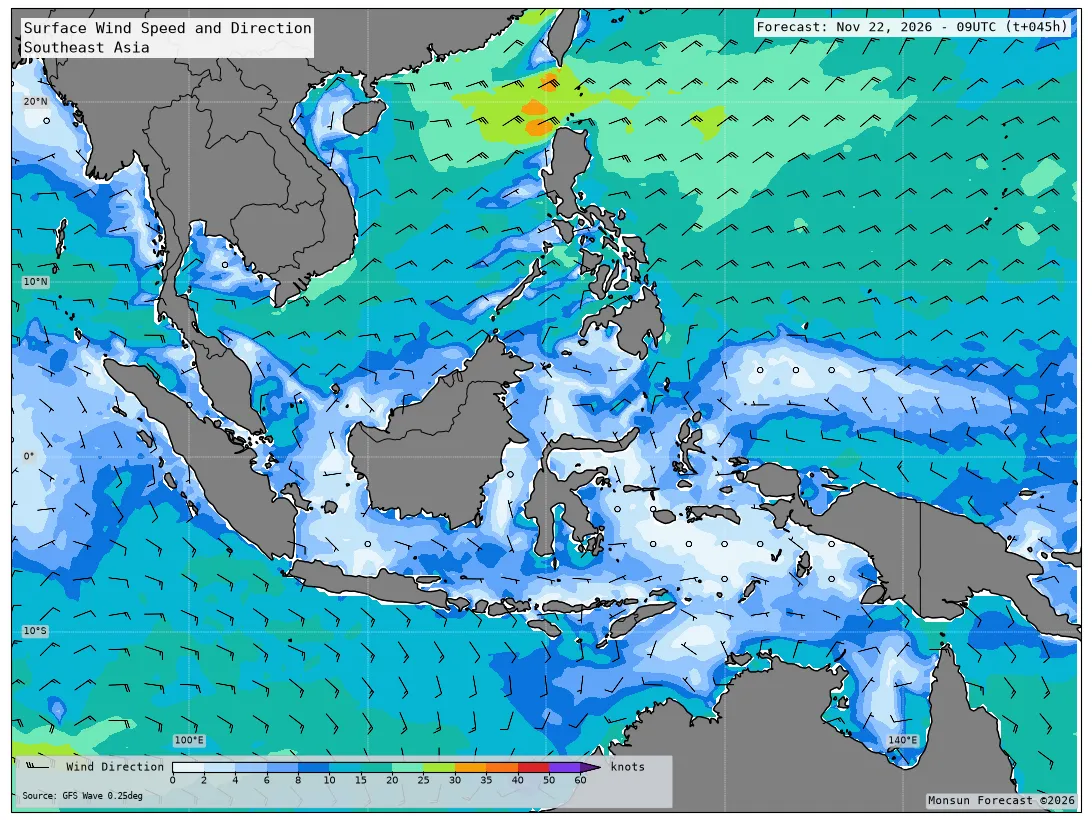 Surface Wind Speed and Direction
Southeast Asia
Forecast: Nov 22, 2026 - 09UTC (t+045h)
20°N
10°N
0°
10°S
100°E
140°E
Wind Direction
0 2 4 6 8 10 15 20 25 30 35 40 50 60
knots
Source: GFS Wave 0.25deg
Monsun Forecast ©2026